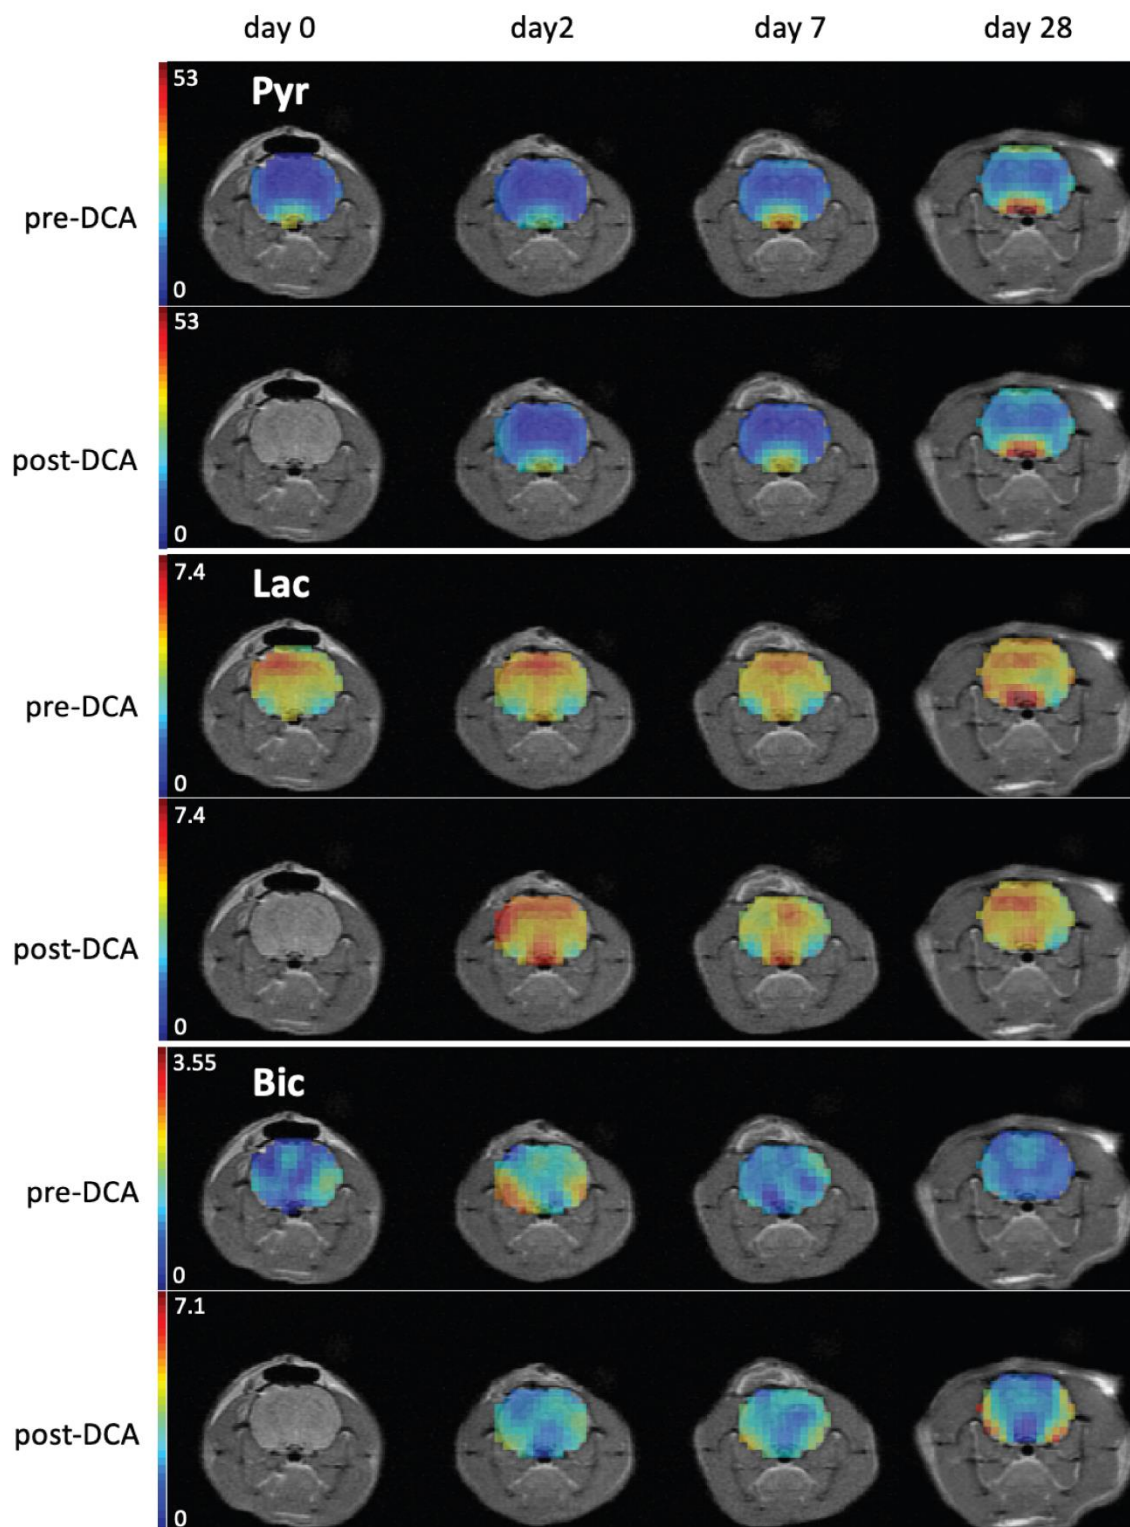 day 0 day2 day 7 day 28
53
Pyr
pre-DCA
0
53
post-DCA
0
7.4
Lac
pre-DCA
0
7.4
post-DCA
0
3.55
Bic
pre-DCA
0
7.1
post-DCA
0